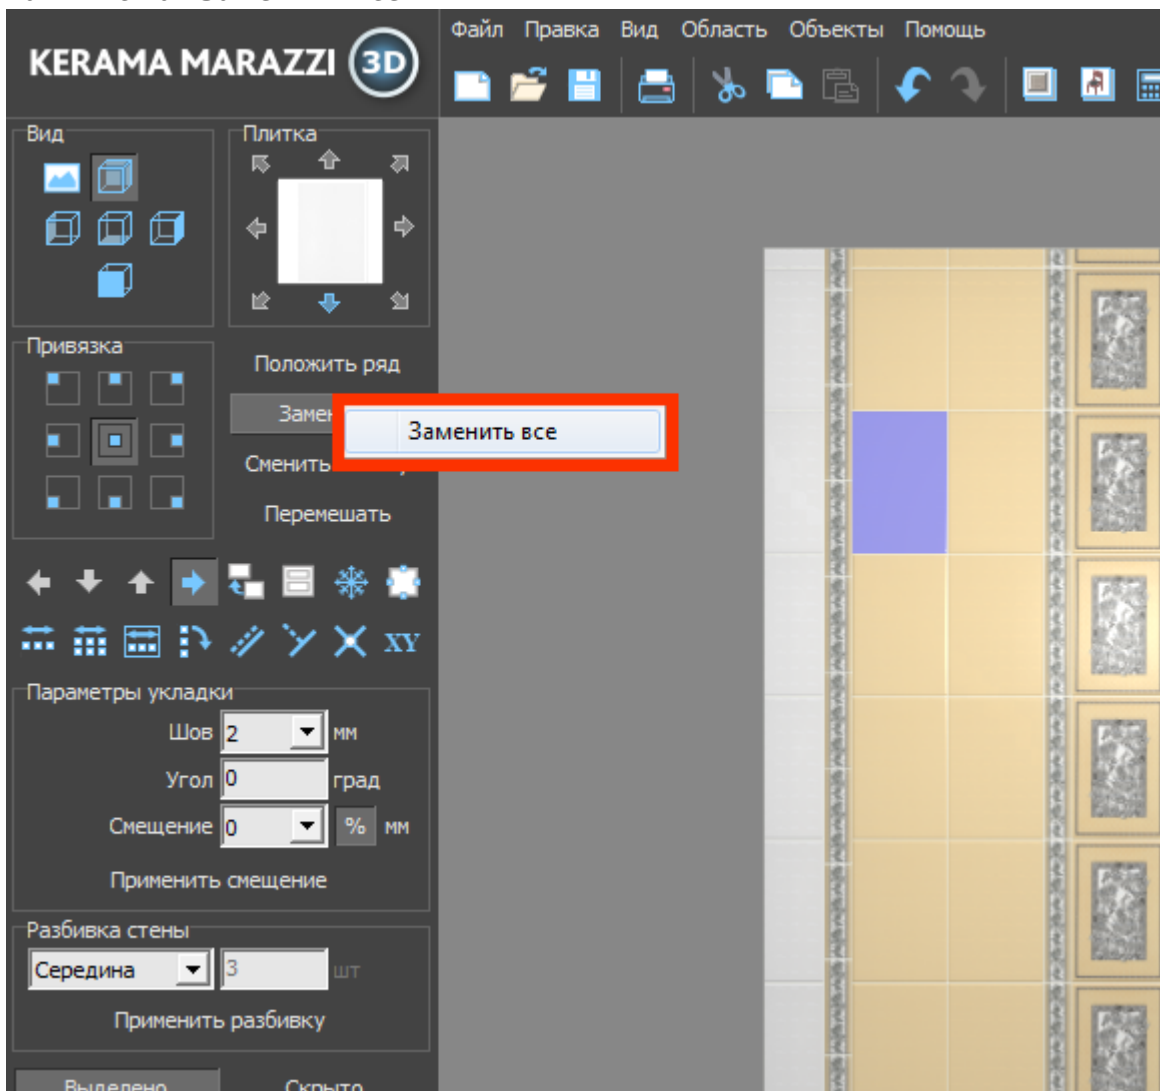 KERAMA MARAZZI 3D
Файл Правка Вид Область Объекты Помощь
Вид
Плитка
Привязка
Положить ряд
Заменить все
Сменить
Перемешать
XY
Параметры укладки
Шов 2 мм
Угол 0 град
Смещение 0 % мм
Применить смещение
Разбивка стены
Середина 3 шт
Применить разбивку
Выделено Скрыто